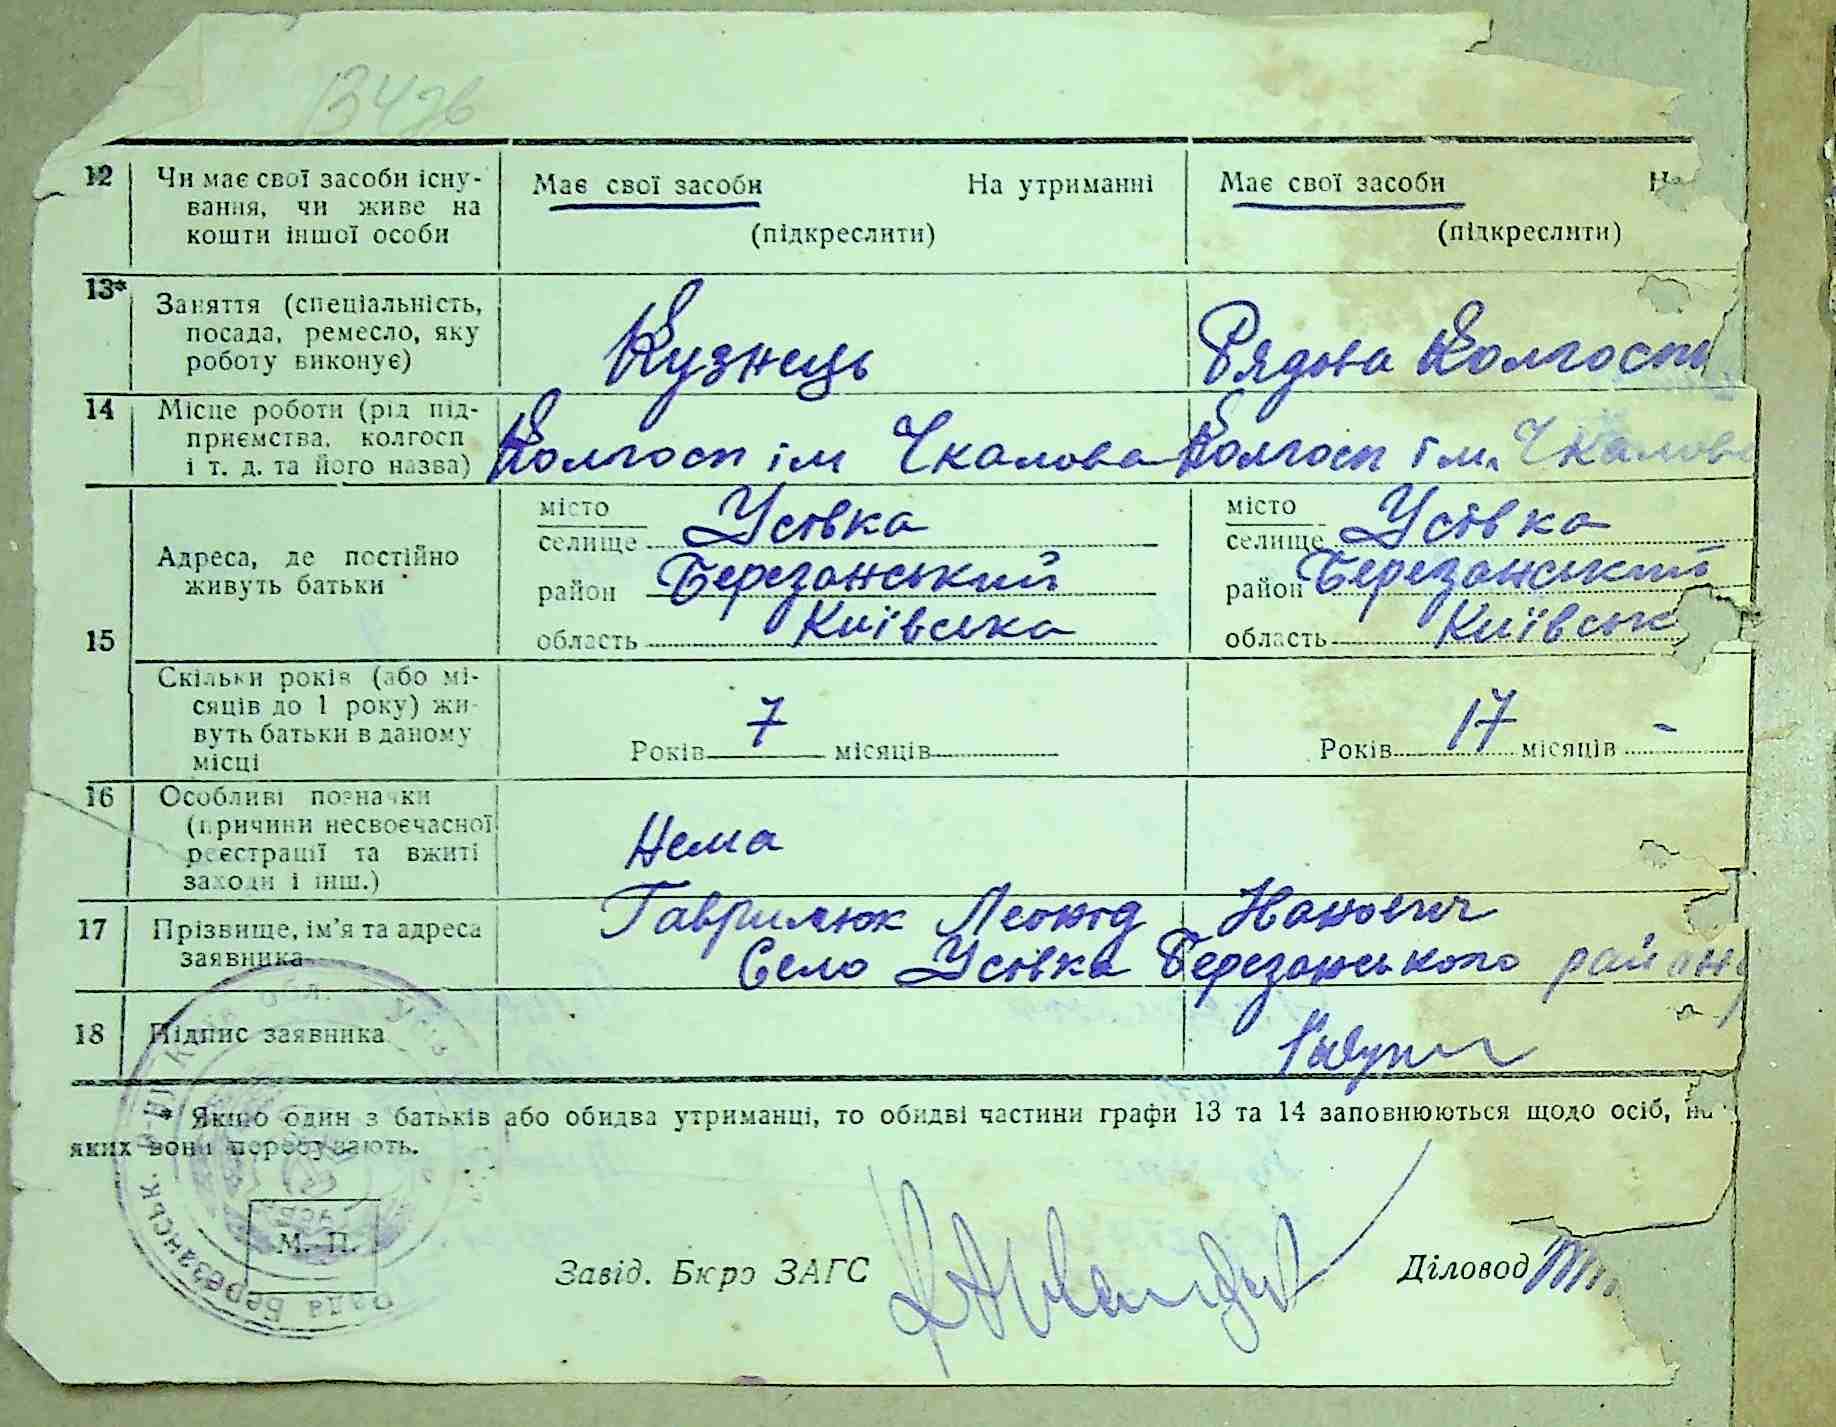 12 Чи має свої засоби існу- Має свої засоби На утриманні Має свої засоби На
вання, чи живе на
кошти іншої особи (підкреслити) (підкреслити)
13* Заняття (спеціальність,
посада, ремесло, яку Кузнець Рядова Колгосп
роботу виконує)
14 Місце роботи (рід під-
приємства, колгосп
і т. д. та його назва) Колгосп ім Чкалова Колгосп ім. Чкалова
15 Адреса, де постійно
живуть батьки
місто
селище Усівка
район Березанський
область Київська
місто
селище Усівка
район Березанський
область Київськ
Скільки років (або мі-
сяців до 1 року) жи-
вуть батьки в даному
місці
Років 7 місяців
Років 17 місяців -
16 Особливі позначки
(причини несвоєчасної
реєстрації та вжиті Нема
заходи і інш.)
17 Прізвище, ім'я та адреса Гаврилюк Леонід Іванович
заявника Село Усівка Березанського району
18 Підпис заявника
* Якщо один з батьків або обидва утриманці, то обидві частини графи 13 та 14 заповнюються щодо осіб, на
яких вони перебувають.
М. П.
Завід. Бюро ЗАГС Діловод